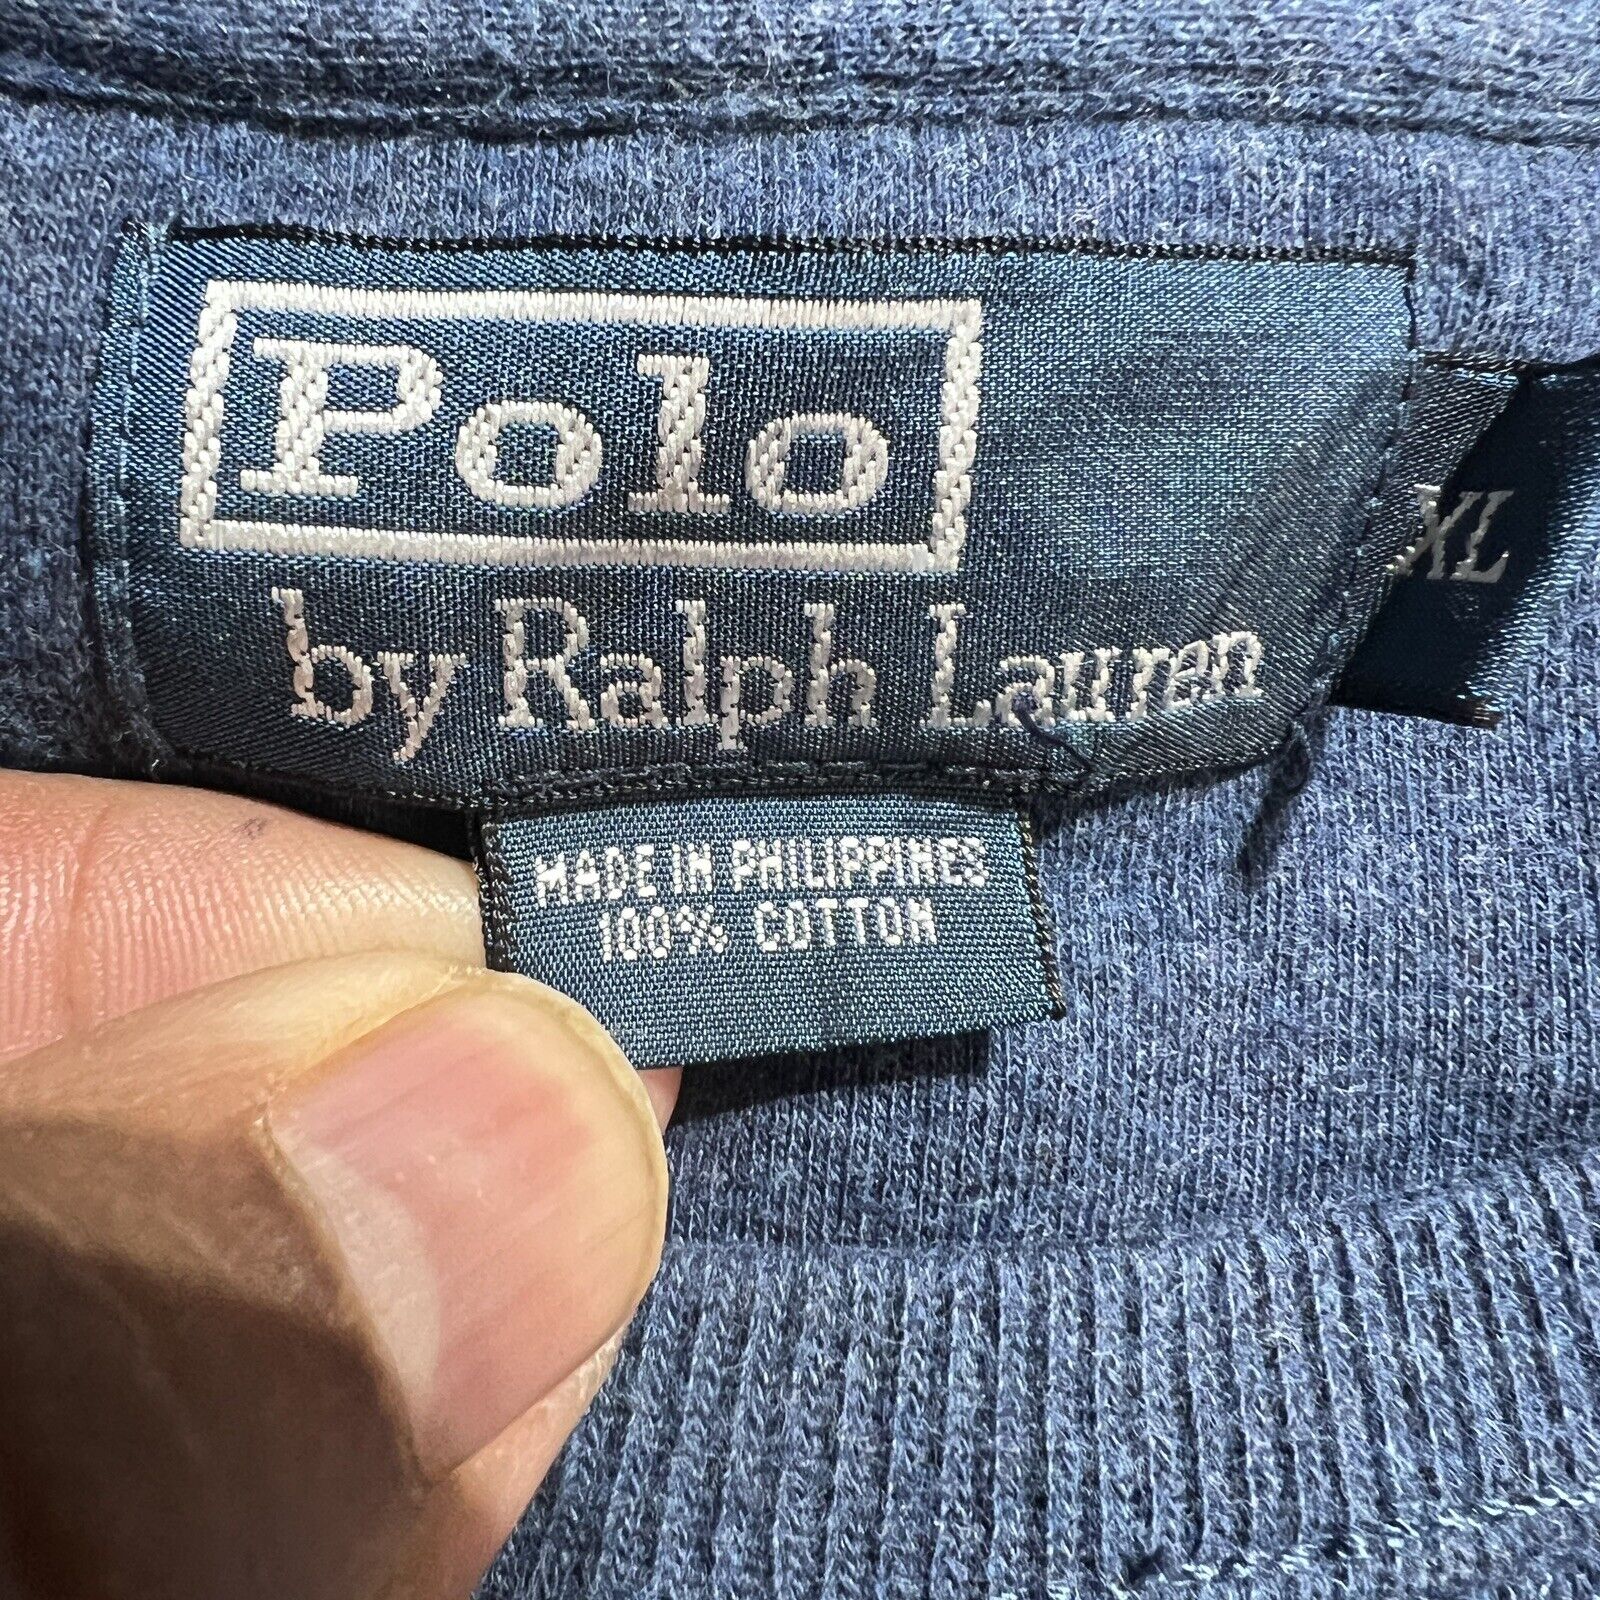 Polo
by Ralph Lauren
XL
MADE IN PHILIPPINES
100% COTTON